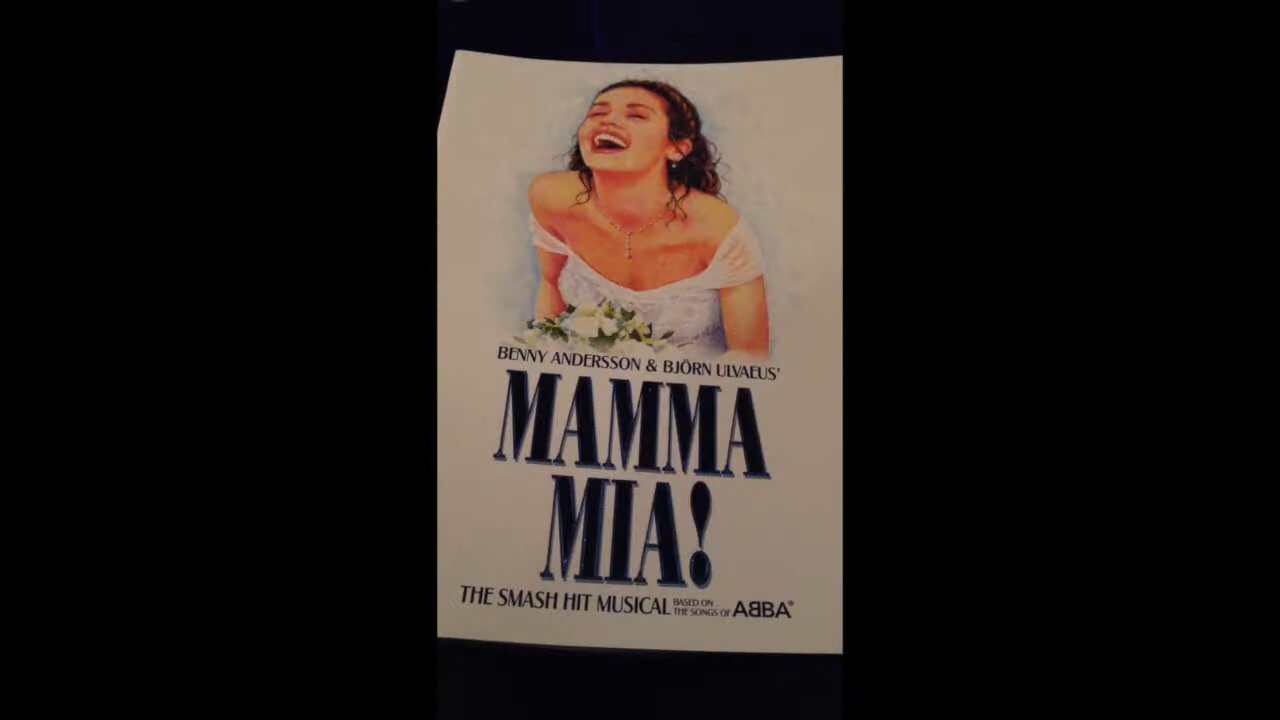 BENNY ANDERSSON & BJÖRN ULVAEUS'
MAMMA
MIA!
THE SMASH HIT MUSICAL BASED ON THE SONGS OF ABBA®